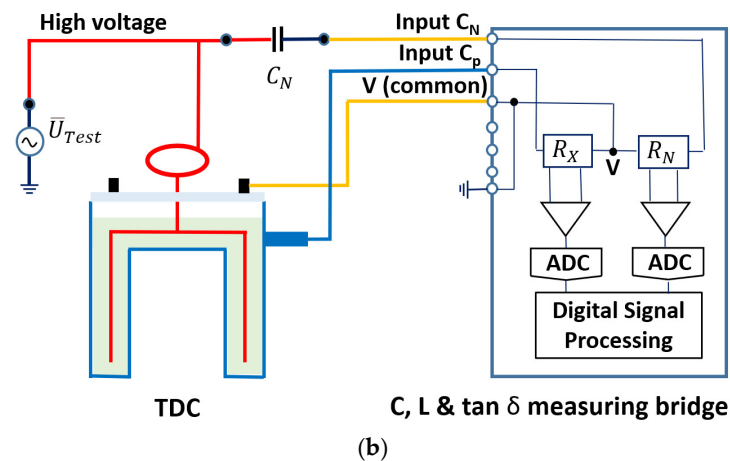 High voltage
Input C_N
C_N
Input C_p
V (common)
U̅_Test
R_X
V
R_N
ADC
ADC
Digital Signal
Processing
TDC
C, L & tan δ measuring bridge
(b)